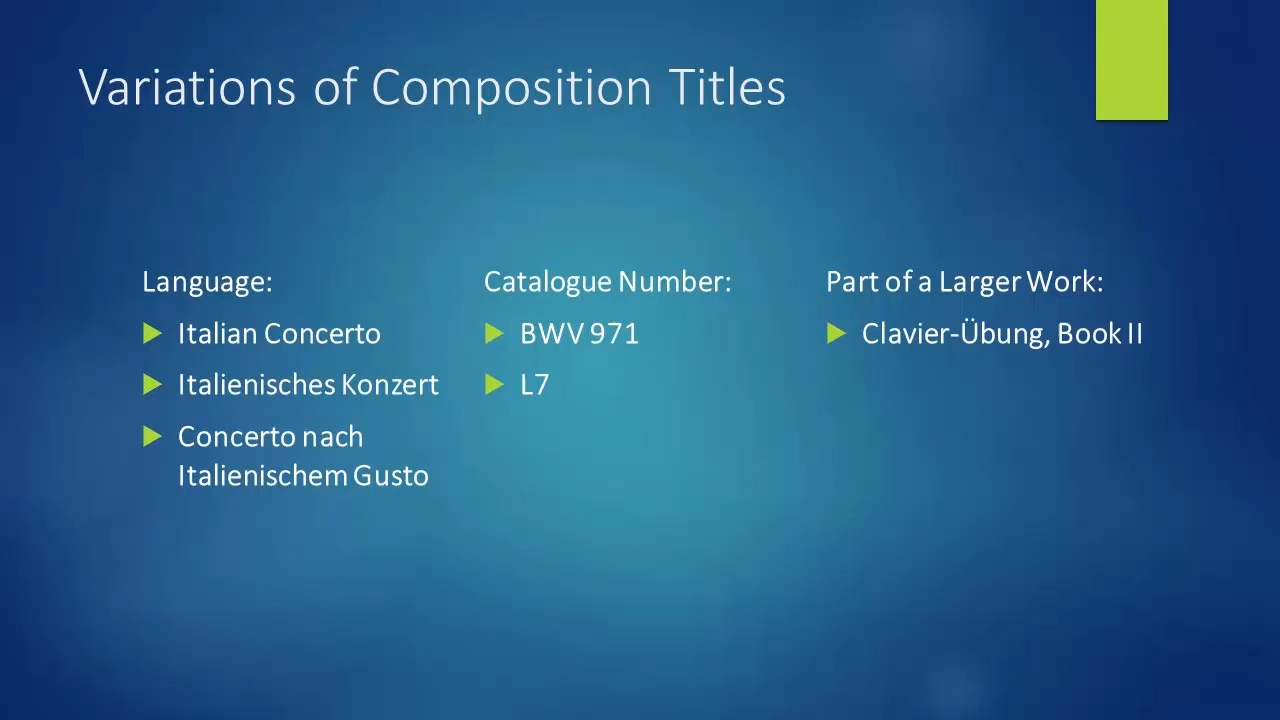 Variations of Composition Titles
Language:
Italian Concerto
Italienisches Konzert
Concerto nach
Italienischem Gusto
Catalogue Number:
BWV 971
L7
Part of a Larger Work:
Clavier-Übung, Book II